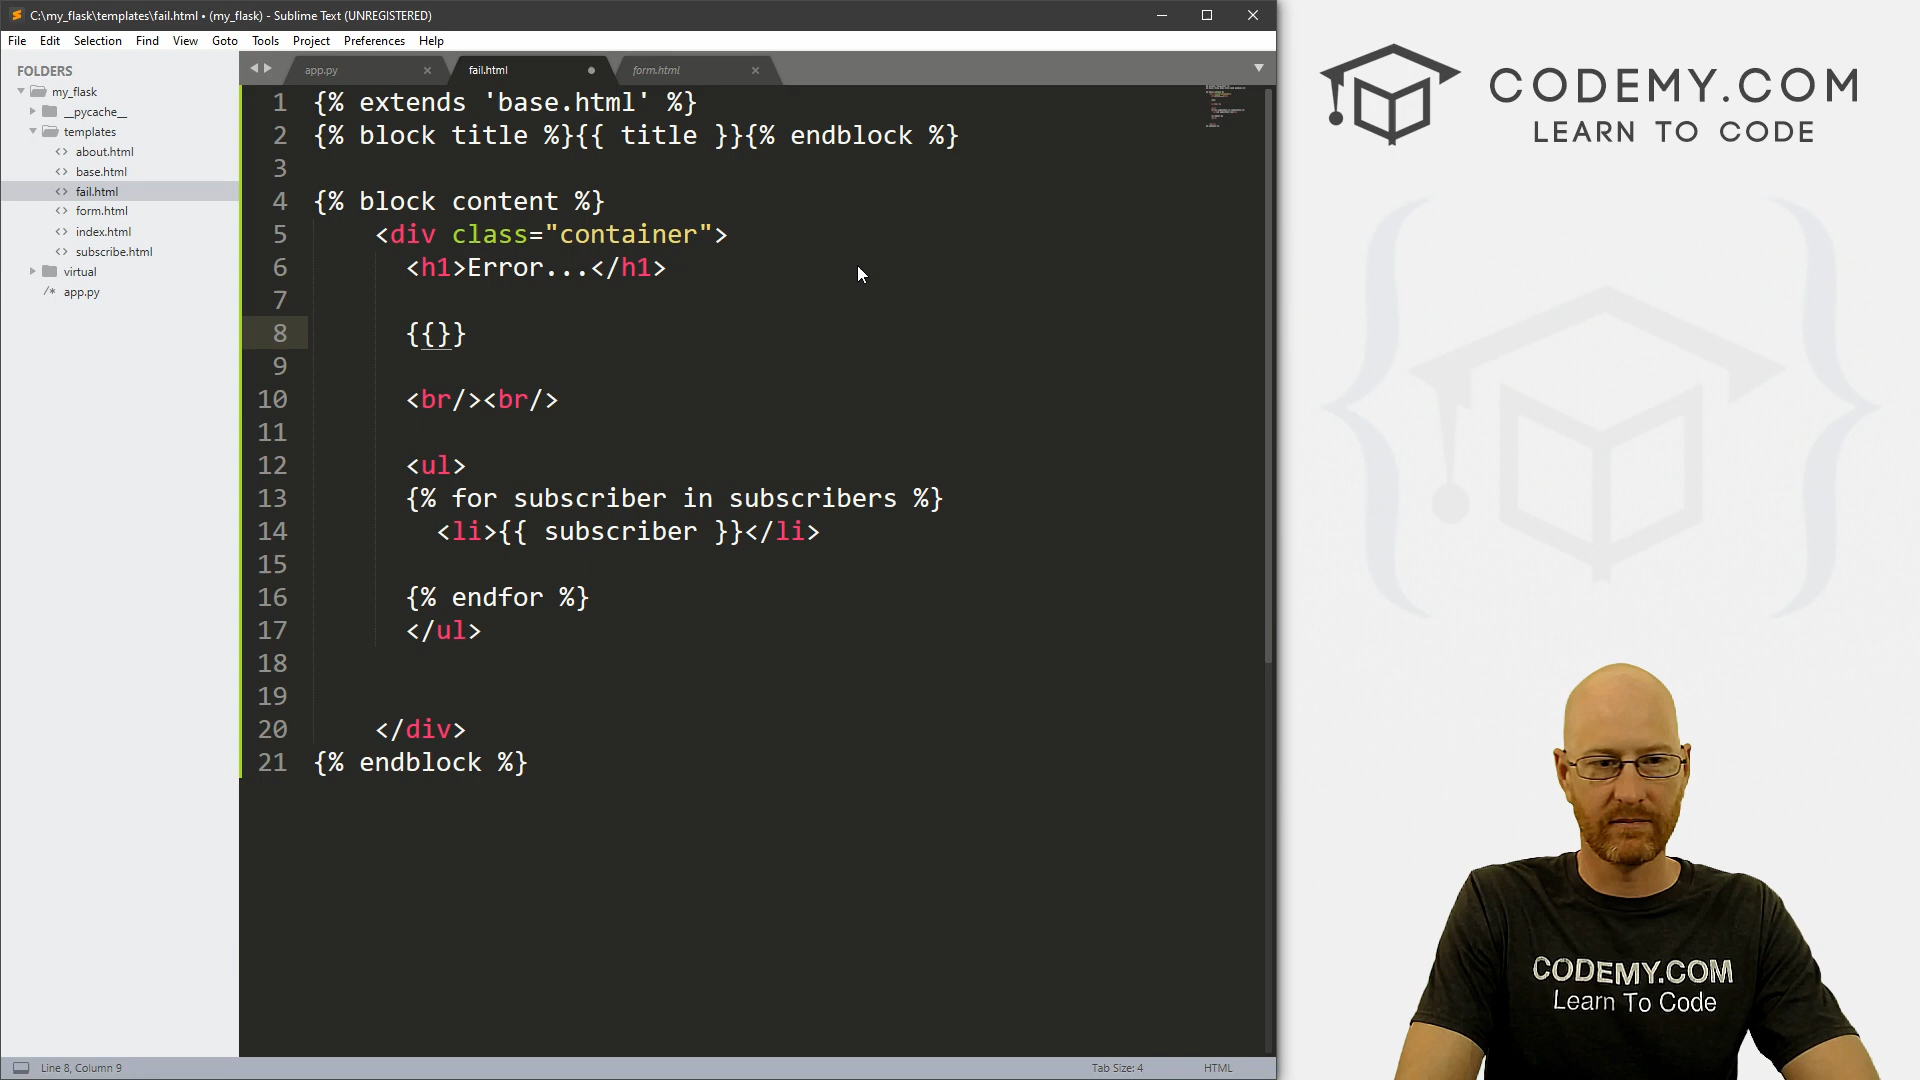 C:\my_flask\templates\fail.html • (my_flask) - Sublime Text (UNREGISTERED)
File Edit Selection Find View Goto Tools Project Preferences Help
FOLDERS
my_flask
__pycache__
templates
about.html
base.html
fail.html
form.html
index.html
subscribe.html
virtual
app.py
app.py fail.html form.html
1 {% extends 'base.html' %}
2 {% block title %}{{ title }}{% endblock %}
3
4 {% block content %}
5 <div class="container">
6 <h1>Error...</h1>
7
8 {{}}
9
10 <br/><br/>
11
12 <ul>
13 {% for subscriber in subscribers %}
14 <li>{{ subscriber }}</li>
15
16 {% endfor %}
17 </ul>
18
19
20 </div>
21 {% endblock %}
Line 8, Column 9
Tab Size: 4
HTML
CODEMY.COM
LEARN TO CODE
CODEMY.COM
Learn To Code